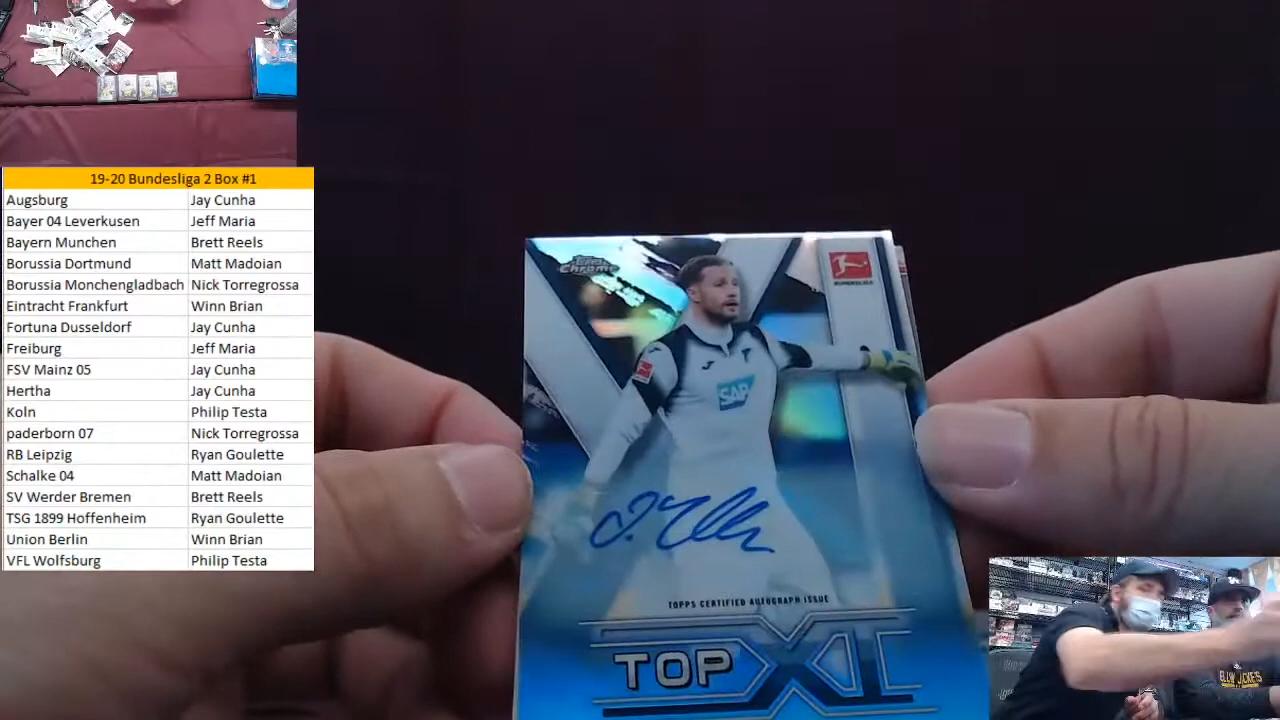 19-20 Bundesliga 2 Box #1
Augsburg Jay Cunha
Bayer 04 Leverkusen Jeff Maria
Bayern Munchen Brett Reels
Borussia Dortmund Matt Madoian
Borussia Monchengladbach Nick Torregrossa
Eintracht Frankfurt Winn Brian
Fortuna Dusseldorf Jay Cunha
Freiburg Jeff Maria
FSV Mainz 05 Jay Cunha
Hertha Jay Cunha
Koln Philip Testa
paderborn 07 Nick Torregrossa
RB Leipzig Ryan Goulette
Schalke 04 Matt Madoian
SV Werder Bremen Brett Reels
TSG 1899 Hoffenheim Ryan Goulette
Union Berlin Winn Brian
VFL Wolfsburg Philip Testa
Topps
Chrome
BUNDESLIGA
SAP
TOPPS CERTIFIED AUTOGRAPH ISSUE
TOP XI